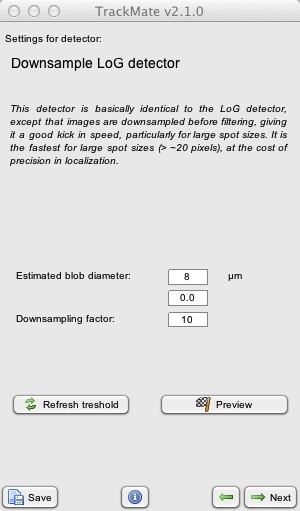 TrackMate v2.1.0
Settings for detector:
Downsample LoG detector
This detector is basically identical to the LoG detector,
except that images are downsampled before filtering, giving
it a good kick in speed, particularly for large spot sizes. It is
the fastest for large spot sizes (> ~20 pixels), at the cost of
precision in localization.
Estimated blob diameter: 8 µm
0.0
Downsampling factor: 10
Refresh treshold Preview
Save Next